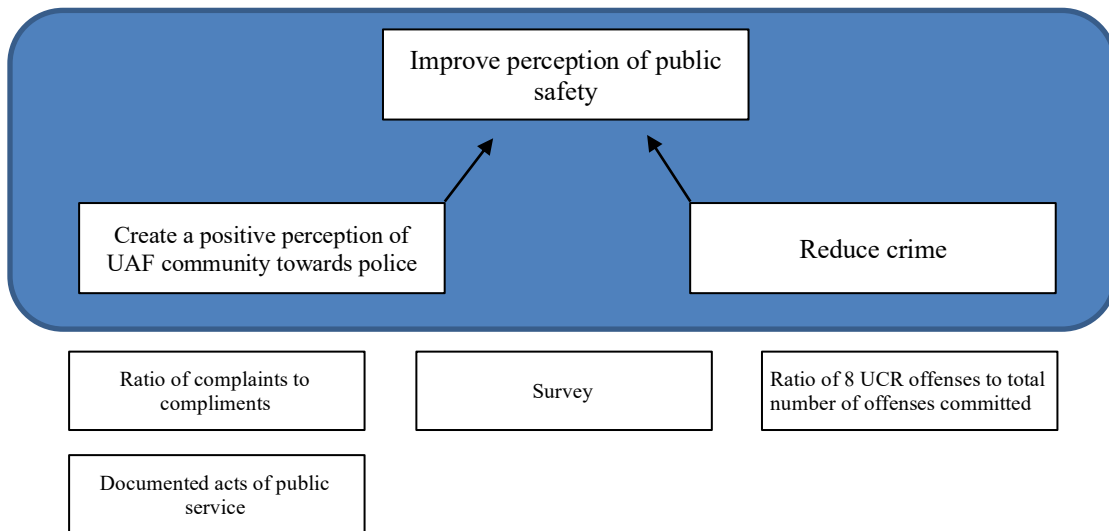 Improve perception of public
safety
Create a positive perception of
UAF community towards police
Reduce crime
Ratio of complaints to
compliments
Survey
Ratio of 8 UCR offenses to total
number of offenses committed
Documented acts of public
service